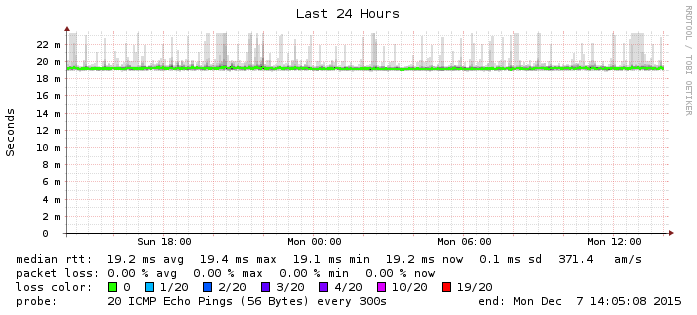 Last 24 Hours
RRDTOOL / TOBI OETIKER
Seconds
22 m
20 m
18 m
16 m
14 m
12 m
10 m
8 m
6 m
4 m
2 m
0
Sun 18:00 Mon 00:00 Mon 06:00 Mon 12:00
median rtt: 19.2 ms avg 19.4 ms max 19.1 ms min 19.2 ms now 0.1 ms sd 371.4 am/s
packet loss: 0.00 % avg 0.00 % max 0.00 % min 0.00 % now
loss color: 0 1/20 2/20 3/20 4/20 10/20 19/20
probe: 20 ICMP Echo Pings (56 Bytes) every 300s end: Mon Dec 7 14:05:08 2015